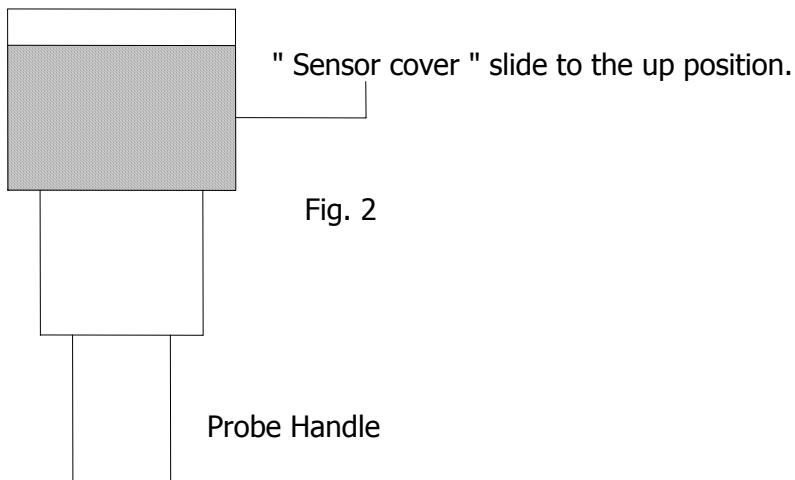 " Sensor cover " slide to the up position.
Fig. 2
Probe Handle